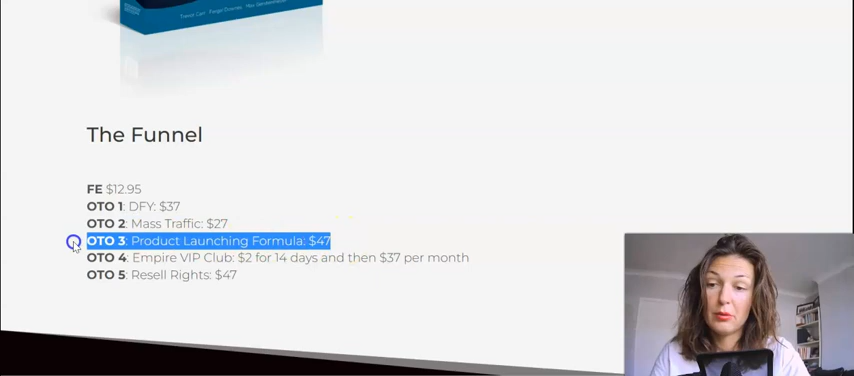 Trevor Carr
The Funnel
FE $12.95
OTO 1: DFY: $37
OTO 2: Mass Traffic: $27
OTO 3: Product Launching Formula: $47
OTO 4: Empire VIP Club: $2 for 14 days and then $37 per month
OTO 5: Resell Rights: $47